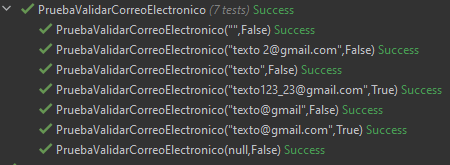 PruebaValidarCorreoElectronico (7 tests) Success
PruebaValidarCorreoElectronico("",False) Success
PruebaValidarCorreoElectronico("texto 2@gmail.com",False) Success
PruebaValidarCorreoElectronico("texto",False) Success
PruebaValidarCorreoElectronico("texto123_23@gmail.com",True) Success
PruebaValidarCorreoElectronico("texto@gmail",False) Success
PruebaValidarCorreoElectronico("texto@gmail.com",True) Success
PruebaValidarCorreoElectronico(null,False) Success